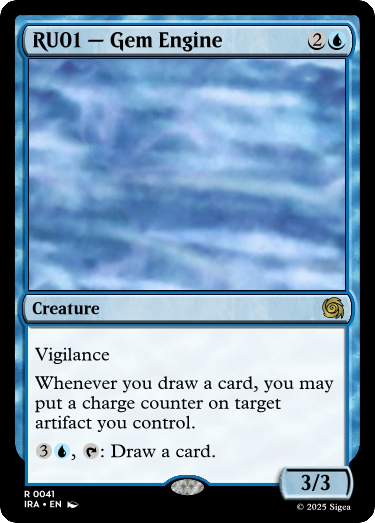 RU01 — Gem Engine 2
Creature
Vigilance
Whenever you draw a card, you may
put a charge counter on target
artifact you control.
3, : Draw a card.
3/3
R 0041
IRA • EN
© 2025 Sigea